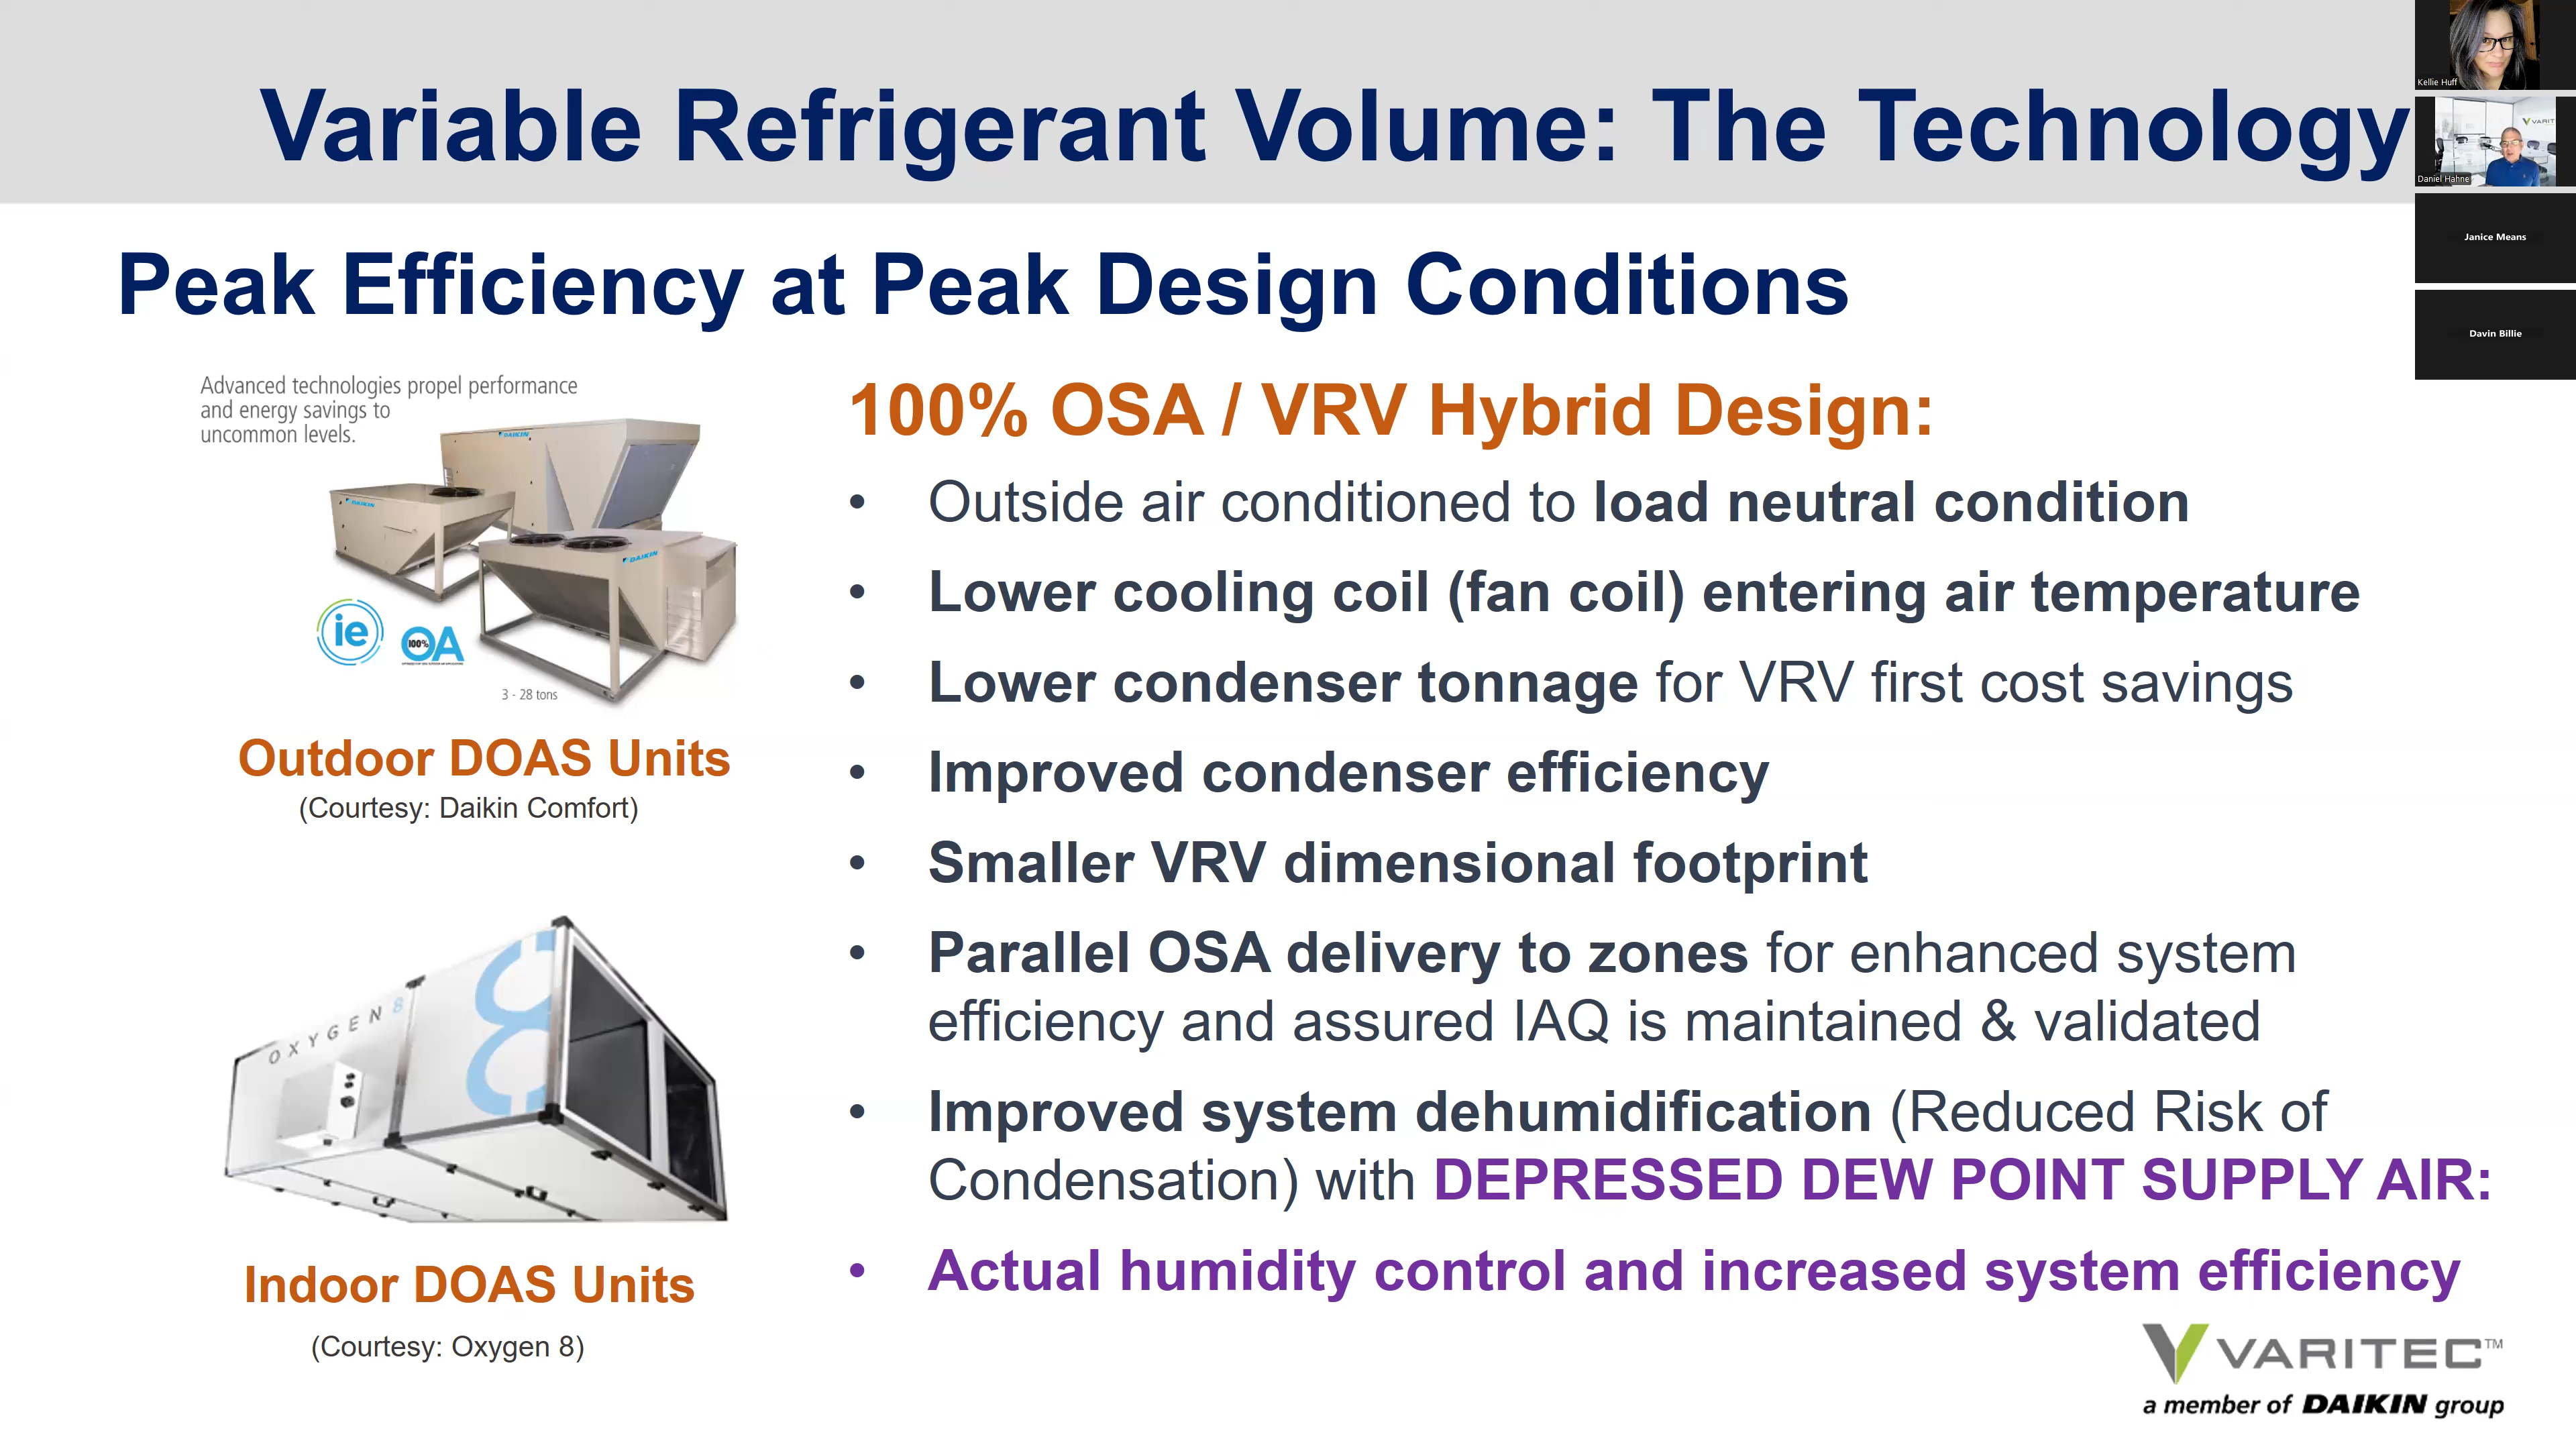 Variable Refrigerant Volume: The Technology
Kellie Huff
VARITE
Daniel Hahne
Janice Means
Davin Billie
Peak Efficiency at Peak Design Conditions
Advanced technologies propel performance
and energy savings to
uncommon levels.
DAIKIN
DAIKIN
DAIKIN
ie
100% OA
3 - 28 tons
Outdoor DOAS Units
(Courtesy: Daikin Comfort)
OXYGEN 8
8
Indoor DOAS Units
(Courtesy: Oxygen 8)
100% OSA / VRV Hybrid Design:
• Outside air conditioned to load neutral condition
• Lower cooling coil (fan coil) entering air temperature
• Lower condenser tonnage for VRV first cost savings
• Improved condenser efficiency
• Smaller VRV dimensional footprint
• Parallel OSA delivery to zones for enhanced system
efficiency and assured IAQ is maintained & validated
• Improved system dehumidification (Reduced Risk of
Condensation) with DEPRESSED DEW POINT SUPPLY AIR:
• Actual humidity control and increased system efficiency
VARITEC™
a member of DAIKIN group